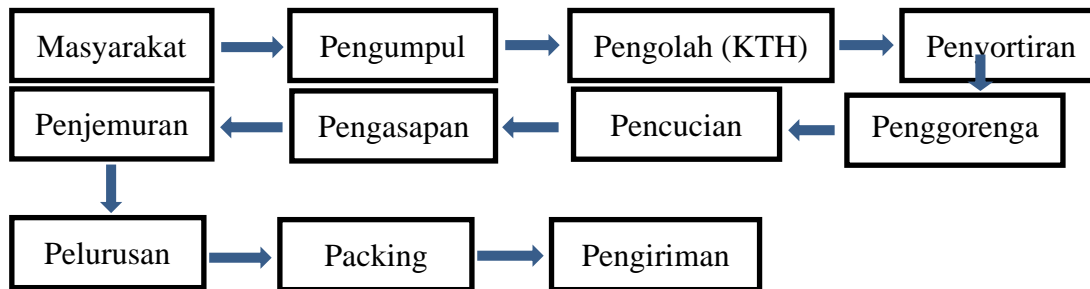 Masyarakat
Pengumpul
Pengolah (KTH)
Penyortiran
Penggorenga
Pencucian
Pengasapan
Penjemuran
Pelurusan
Packing
Pengiriman